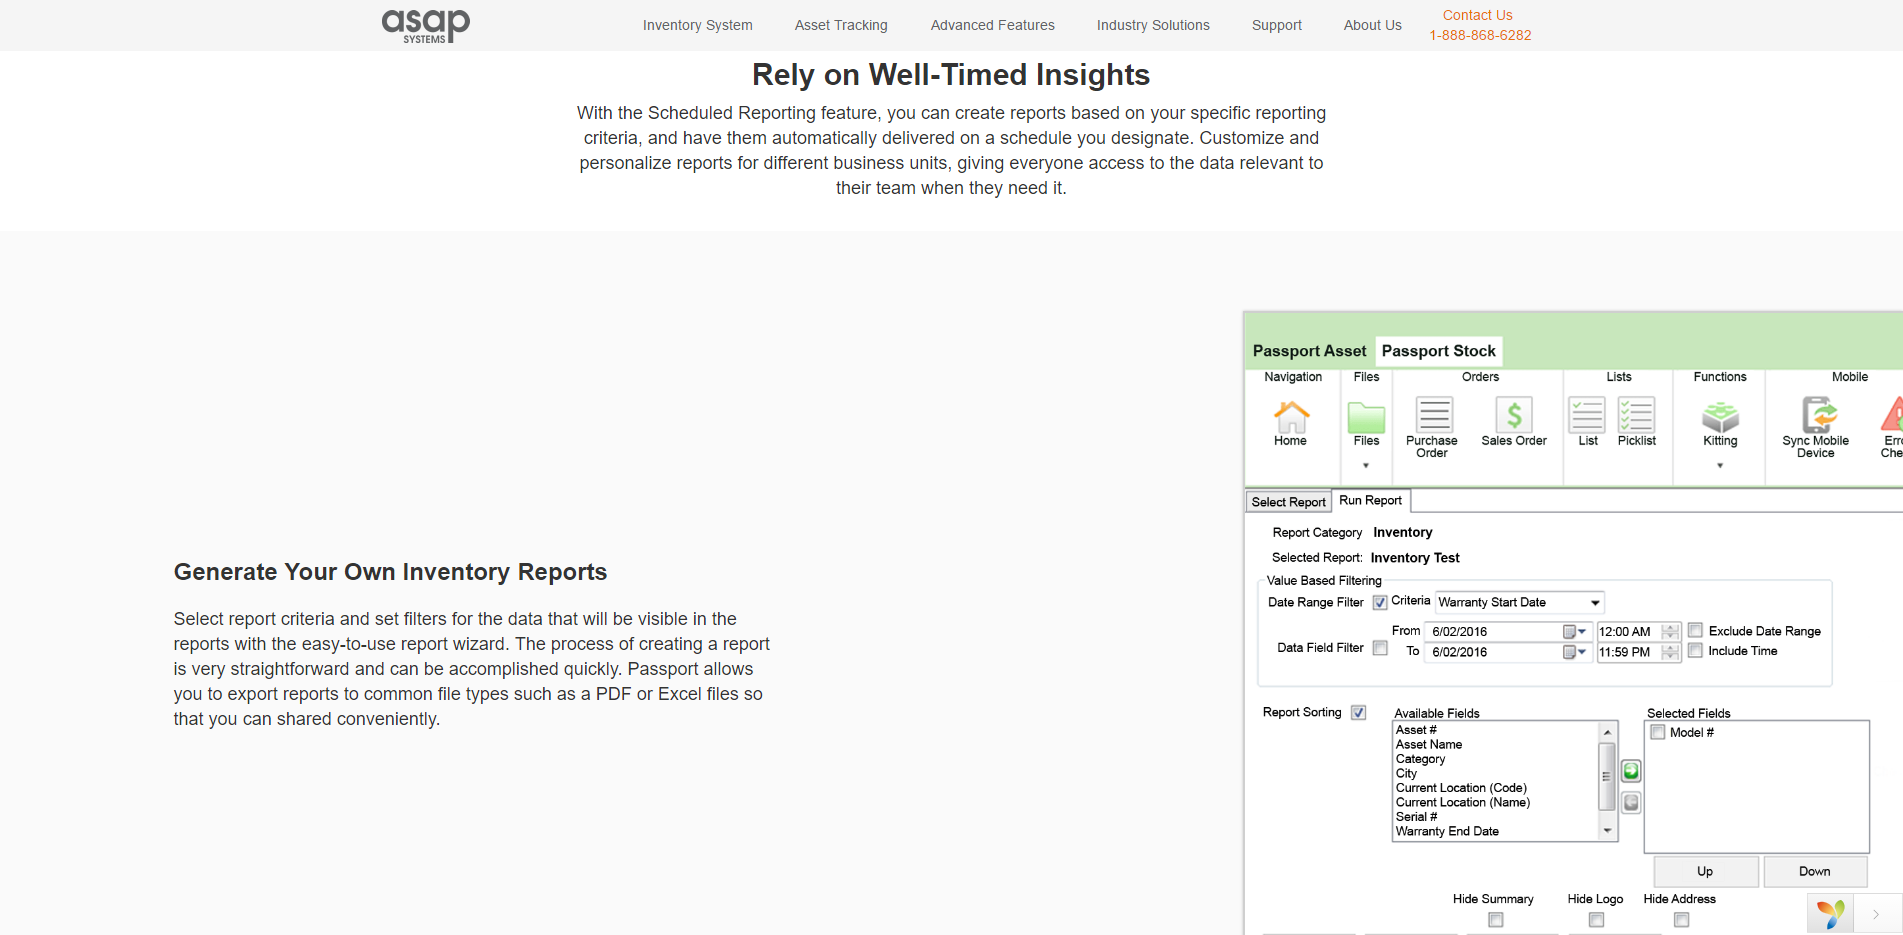 asap
SYSTEMS
Inventory System
Asset Tracking
Advanced Features
Industry Solutions
Support
About Us
Contact Us
1-888-868-6282
Rely on Well-Timed Insights
With the Scheduled Reporting feature, you can create reports based on your specific reporting
criteria, and have them automatically delivered on a schedule you designate. Customize and
personalize reports for different business units, giving everyone access to the data relevant to
their team when they need it.
Generate Your Own Inventory Reports
Select report criteria and set filters for the data that will be visible in the
reports with the easy-to-use report wizard. The process of creating a report
is very straightforward and can be accomplished quickly. Passport allows
you to export reports to common file types such as a PDF or Excel files so
that you can shared conveniently.
Passport Asset
Passport Stock
Navigation
Files
Orders
Lists
Functions
Mobile
Home
Files
Purchase
Order
Sales Order
List
Picklist
Kitting
Sync Mobile
Device
Erro
Che
Select Report
Run Report
Report Category Inventory
Selected Report: Inventory Test
Value Based Filtering
Date Range Filter
Criteria
Warranty Start Date
From 6/02/2016 12:00 AM
Exclude Date Range
Data Field Filter
To 6/02/2016 11:59 PM
Include Time
Report Sorting
Available Fields
Asset #
Asset Name
Category
City
Current Location (Code)
Current Location (Name)
Serial #
Warranty End Date
Selected Fields
Model #
Up
Down
Hide Summary
Hide Logo
Hide Address